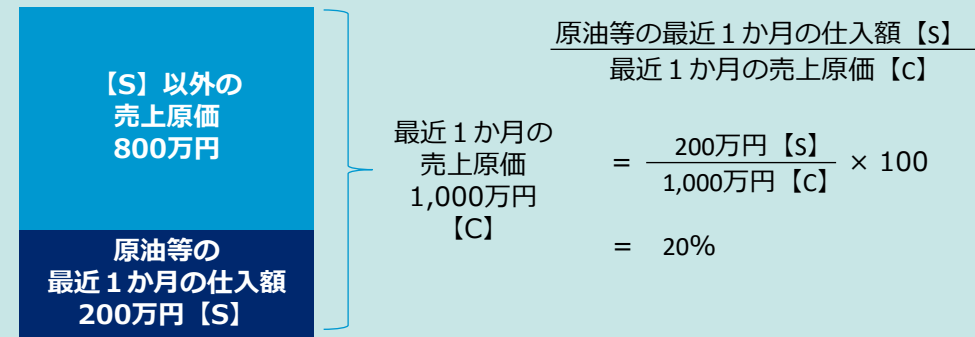 【S】以外の
売上原価
800万円
原油等の
最近１か月の仕入額
200万円【S】
最近１か月の
売上原価
1,000万円
【C】
原油等の最近１か月の仕入額【S】
最近１か月の売上原価【C】
= 200万円【S】
1,000万円【C】 × 100
= 20%